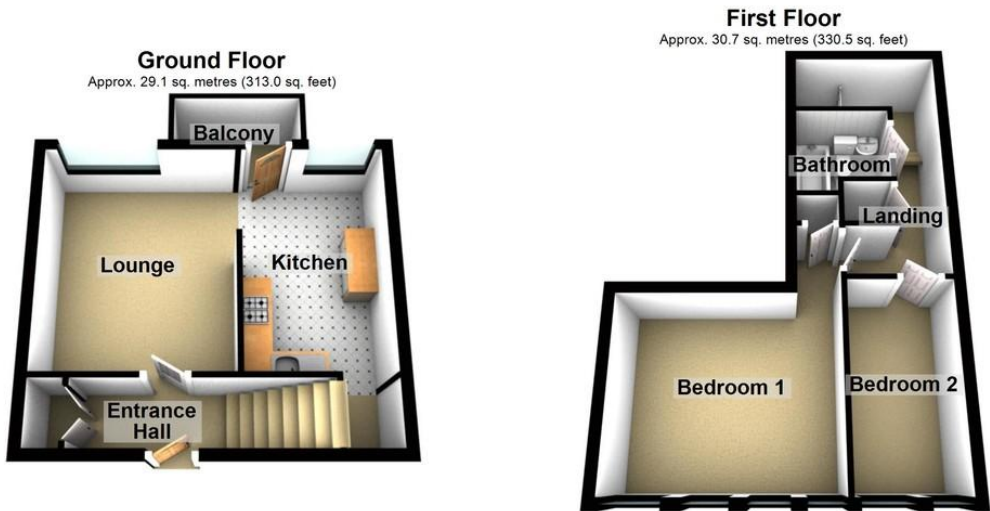 Ground Floor
Approx. 29.1 sq. metres (313.0 sq. feet)
Balcony
Lounge
Kitchen
Entrance
Hall
First Floor
Approx. 30.7 sq. metres (330.5 sq. feet)
Bathroom
Landing
Bedroom 1
Bedroom 2